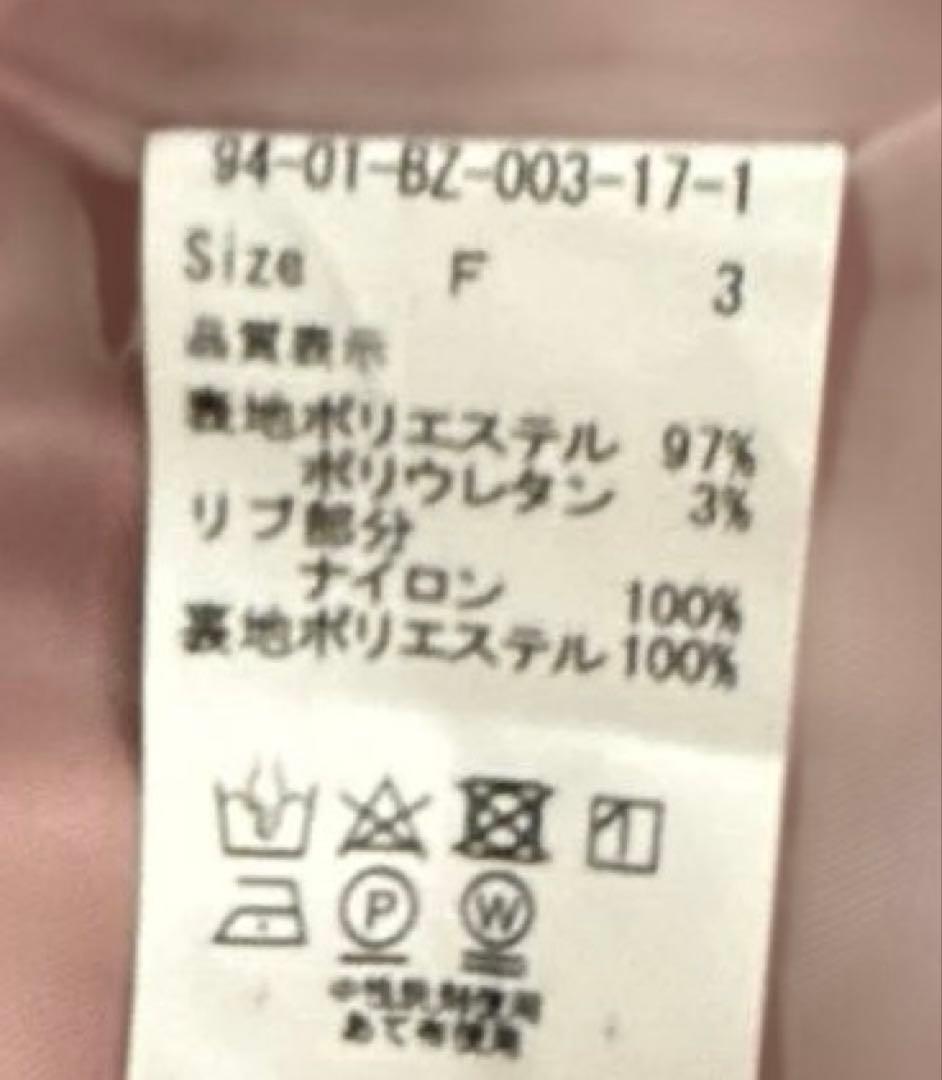 94-01-BZ-003-17-1
Size F 3
品質表示
表地ポリエステル 97%
ポリウレタン 3%
リブ部分
ナイロン 100%
裏地ポリエステル 100%
P W
中性洗剤使用
あて布使用